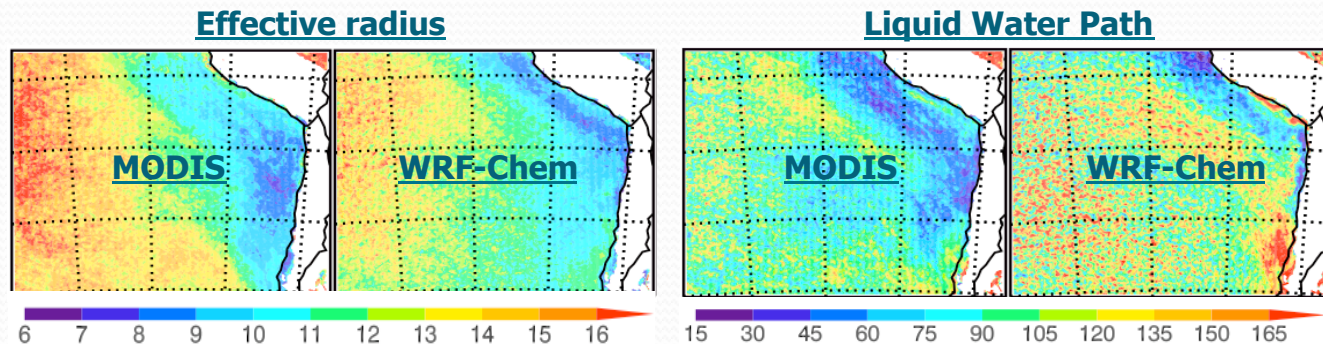 Effective radius
Liquid Water Path
MODIS
WRF-Chem
MODIS
WRF-Chem
6 7 8 9 10 11 12 13 14 15 16
15 30 45 60 75 90 105 120 135 150 165